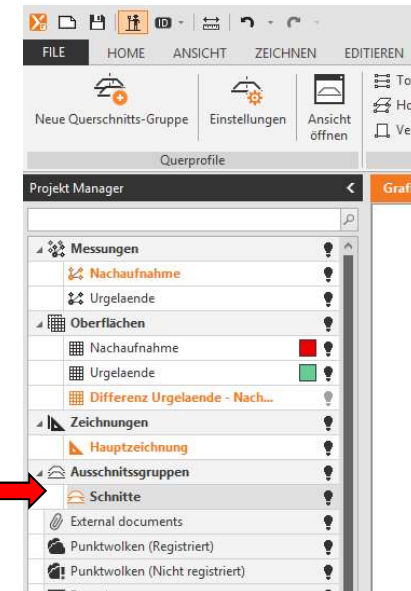 FILE HOME ANSICHT ZEICHNEN EDITIEREN
Neue Querschnitts-Gruppe
Einstellungen
Ansicht
öffnen
Querprofile
Projekt Manager
Messungen
Nachaufnahme
Urgelaende
Oberflächen
Nachaufnahme
Urgelaende
Differenz Urgelaende - Nach...
Zeichnungen
Hauptzeichnung
Ausschnittssgruppen
Schnitte
External documents
Punktwolken (Registriert)
Punktwolken (Nicht registriert)